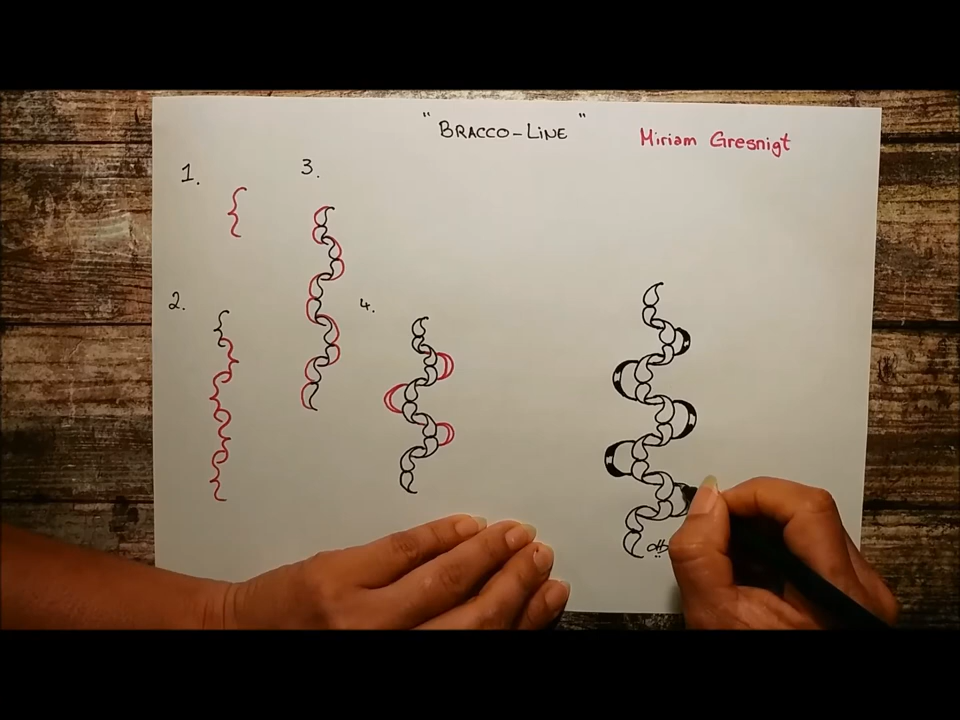 "BRACCO-LINE"
Miriam Gresnigt
1.
3.
2.
4.